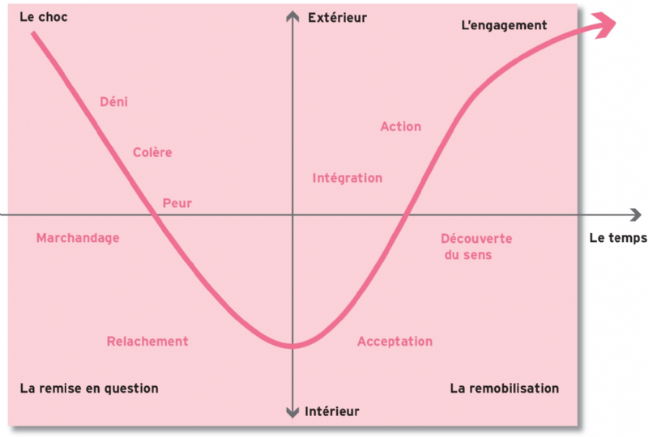 Le choc
Extérieur
L'engagement
Déni
Action
Colère
Intégration
Peur
Marchandage
Découverte
du sens
Le temps
Relachement
Acceptation
La remise en question
La remobilisation
Intérieur